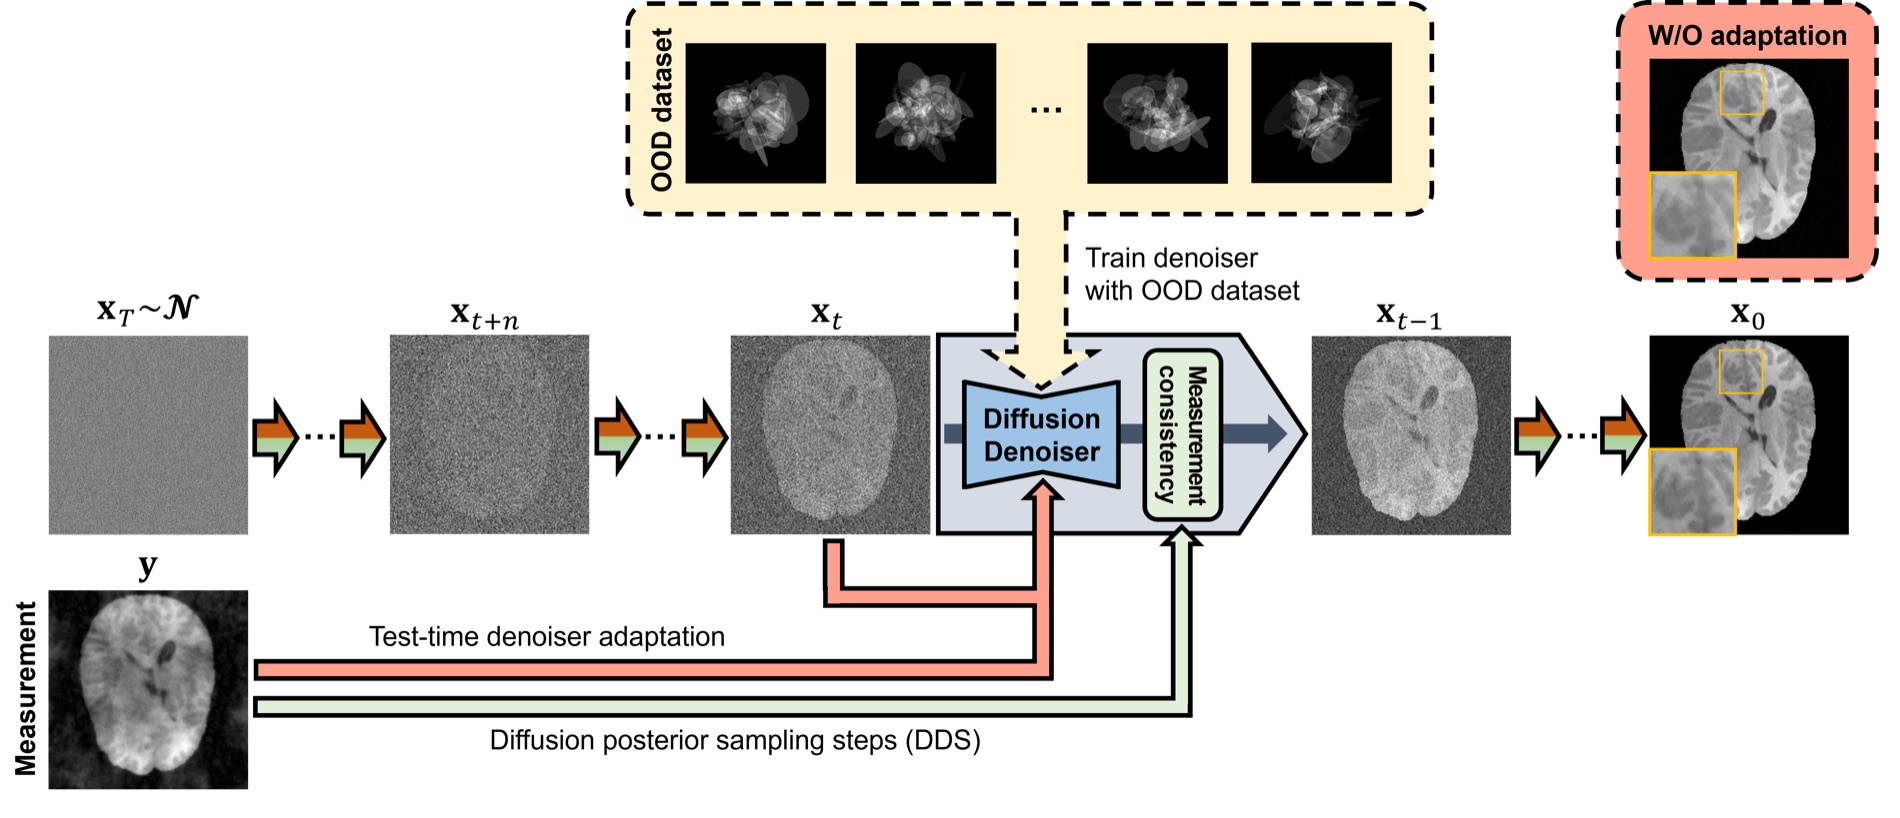 OOD dataset
...
W/O adaptation
Train denoiser
with OOD dataset
𝐱_T~𝒩
𝐱_{t+n}
𝐱_t
𝐱_{t−1}
𝐱_0
...
...
Diffusion
Denoiser
Measurement
consistency
...
𝐲
Measurement
Test-time denoiser adaptation
Diffusion posterior sampling steps (DDS)